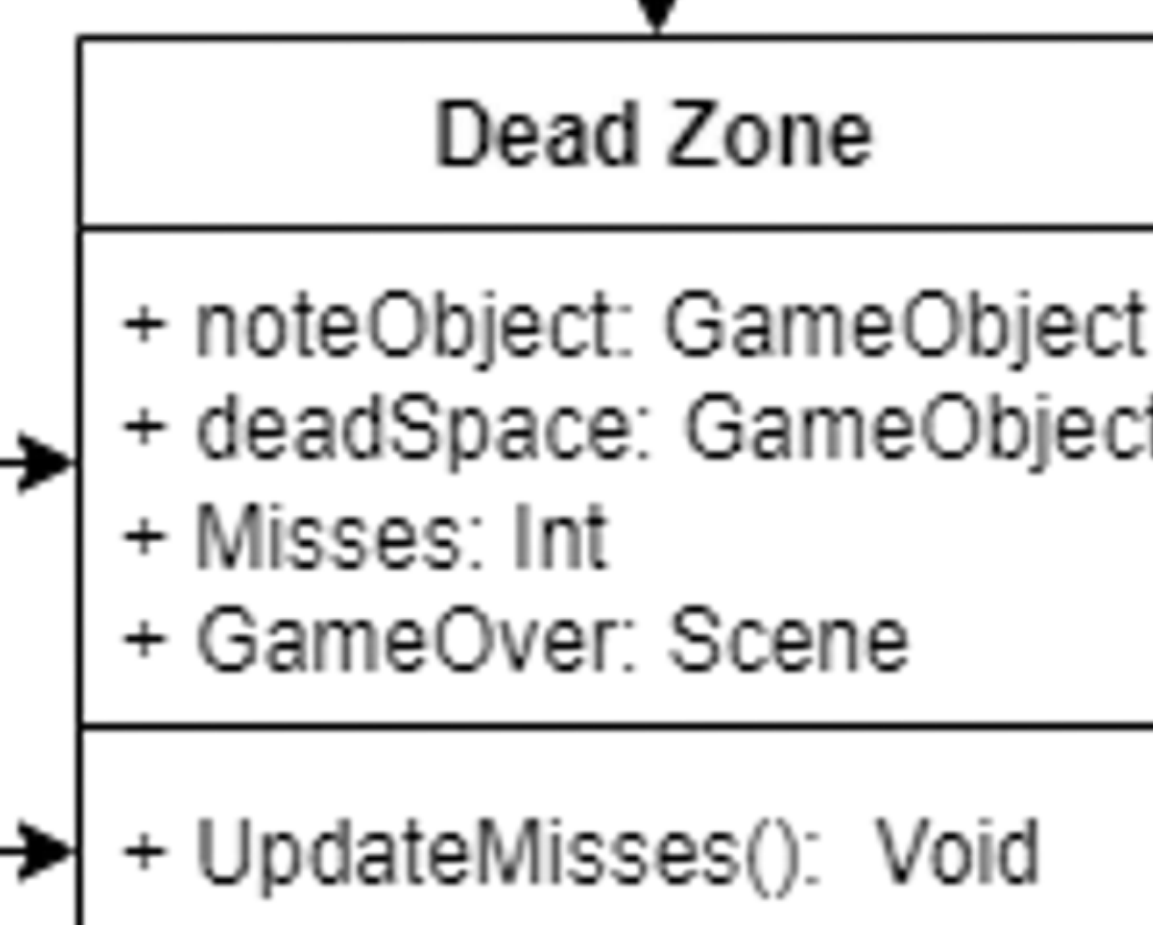 Dead Zone
+ noteObject: GameObject
+ deadSpace: GameObject
+ Misses: Int
+ GameOver: Scene
+ UpdateMisses(): Void